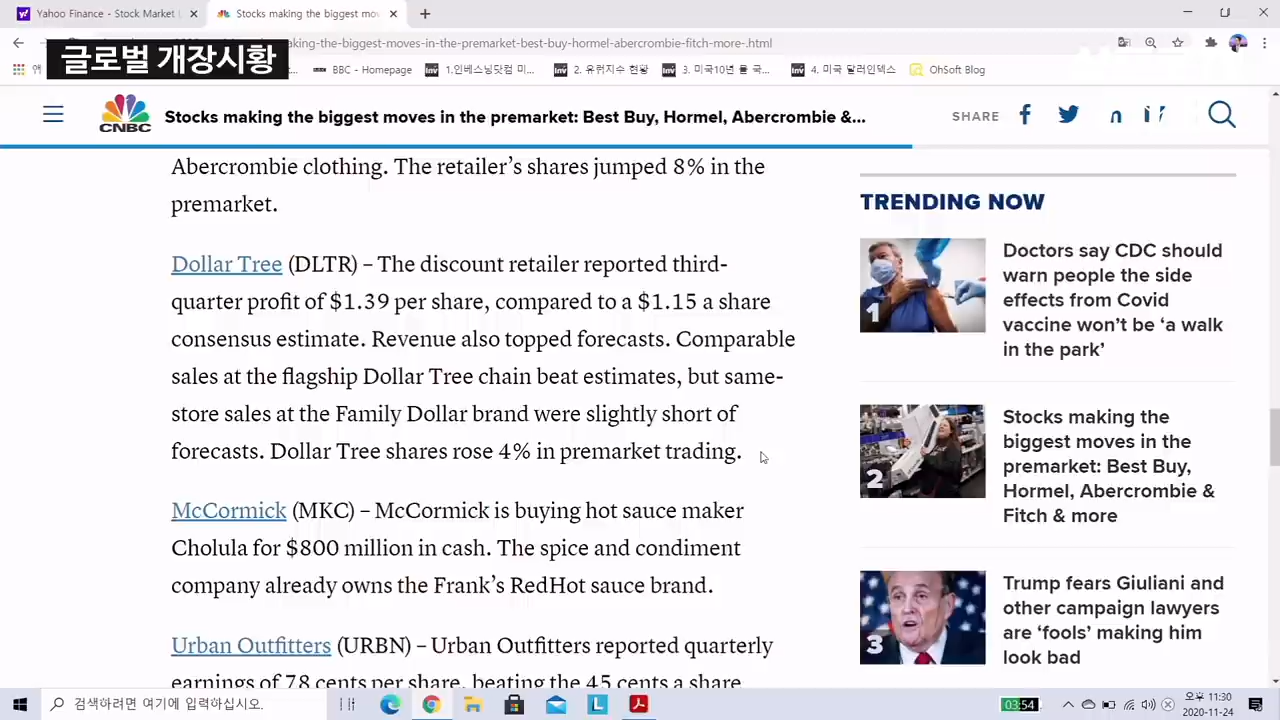 Yahoo Finance - Stock Market
Stocks making the biggest mov
글로벌 개장시황
aking-the-biggest-moves-in-the-premarket-best-buy-hormel-abercrombie-fitch-more-.html
BBC - Homepage
1.인베스닝닷컴 미...
2. 유럽지수 현황
3. 미국10년 물 국...
4. 미국 달러인덱스
OhSoft Blog
CNBC
Stocks making the biggest moves in the premarket: Best Buy, Hormel, Abercrombie &...
SHARE
Abercrombie clothing. The retailer's shares jumped 8% in the
premarket.
Dollar Tree (DLTR) – The discount retailer reported third-
quarter profit of $1.39 per share, compared to a $1.15 a share
consensus estimate. Revenue also topped forecasts. Comparable
sales at the flagship Dollar Tree chain beat estimates, but same-
store sales at the Family Dollar brand were slightly short of
forecasts. Dollar Tree shares rose 4% in premarket trading.
McCormick (MKC) – McCormick is buying hot sauce maker
Cholula for $800 million in cash. The spice and condiment
company already owns the Frank's RedHot sauce brand.
Urban Outfitters (URBN) – Urban Outfitters reported quarterly
earnings of 78 cents per share, beating the 45 cents a share
TRENDING NOW
1
Doctors say CDC should
warn people the side
effects from Covid
vaccine won't be 'a walk
in the park'
2
Stocks making the
biggest moves in the
premarket: Best Buy,
Hormel, Abercrombie &
Fitch & more
3
Trump fears Giuliani and
other campaign lawyers
are 'fools' making him
look bad
검색하려면 여기에 입력하십시오.
03:54
오후 11:30
2020-11-24